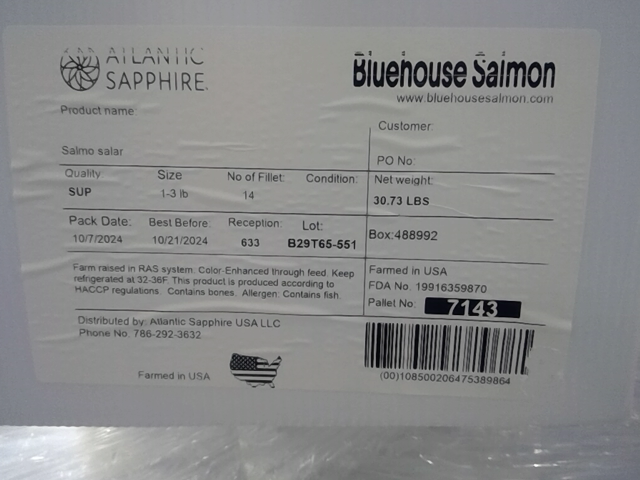 ATLANTIC
SAPPHIRE.
Bluehouse Salmon
www.bluehousesalmon.com
Product name:
Customer:
Salmo salar
PO No:
Quality Size No of Fillet: Condition: Net weight:
SUP 1-3 lb 14 30.73 LBS
Pack Date: Best Before: Reception: Lot:
10/7/2024 10/21/2024 633 B29T65-551
Box:488992
Farm raised in RAS system. Color-Enhanced through feed. Keep
refrigerated at 32-36F. This product is produced according to
HACCP regulations. Contains bones. Allergen: Contains fish.
Farmed in USA
FDA No. 19916359870
Pallet No: 7143
Distributed by: Atlantic Sapphire USA LLC
Phone No. 786-292-3632
Farmed in USA
(00)108500206475389864